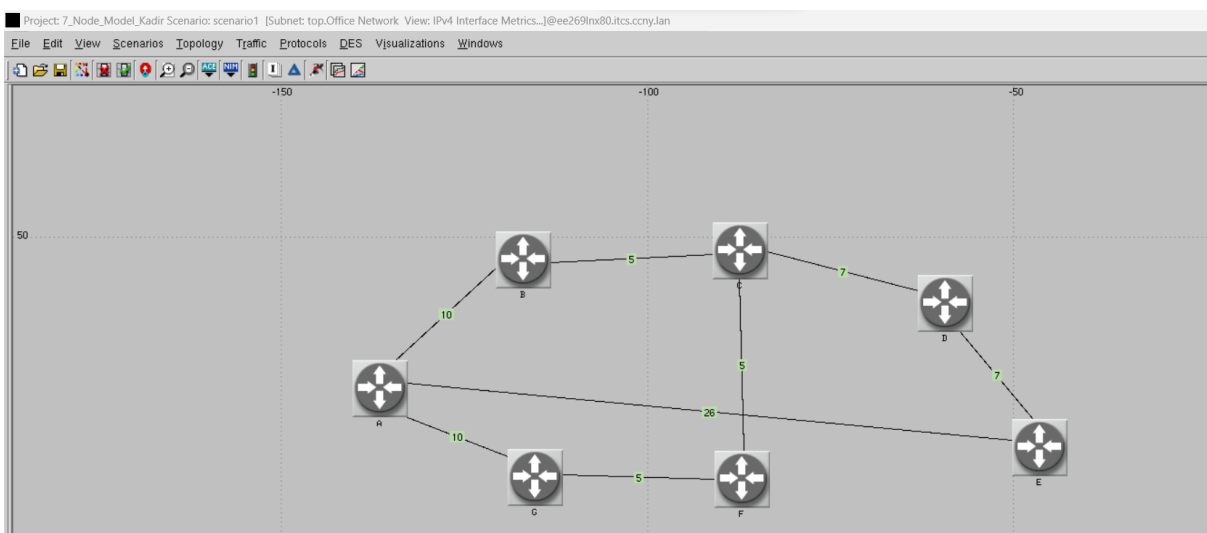 Project: 7_Node_Model_Kadir Scenario: scenario1 [Subnet: top.Office Network View: IPv4 Interface Metrics...]@ee269lnx80.itcs.ccny.lan
File Edit View Scenarios Topology Traffic Protocols DES Visualizations Windows
ACE NIM
-150 -100 -50
50
B 5 C 7 D
10 5 7
A 26
10
G 5 F E